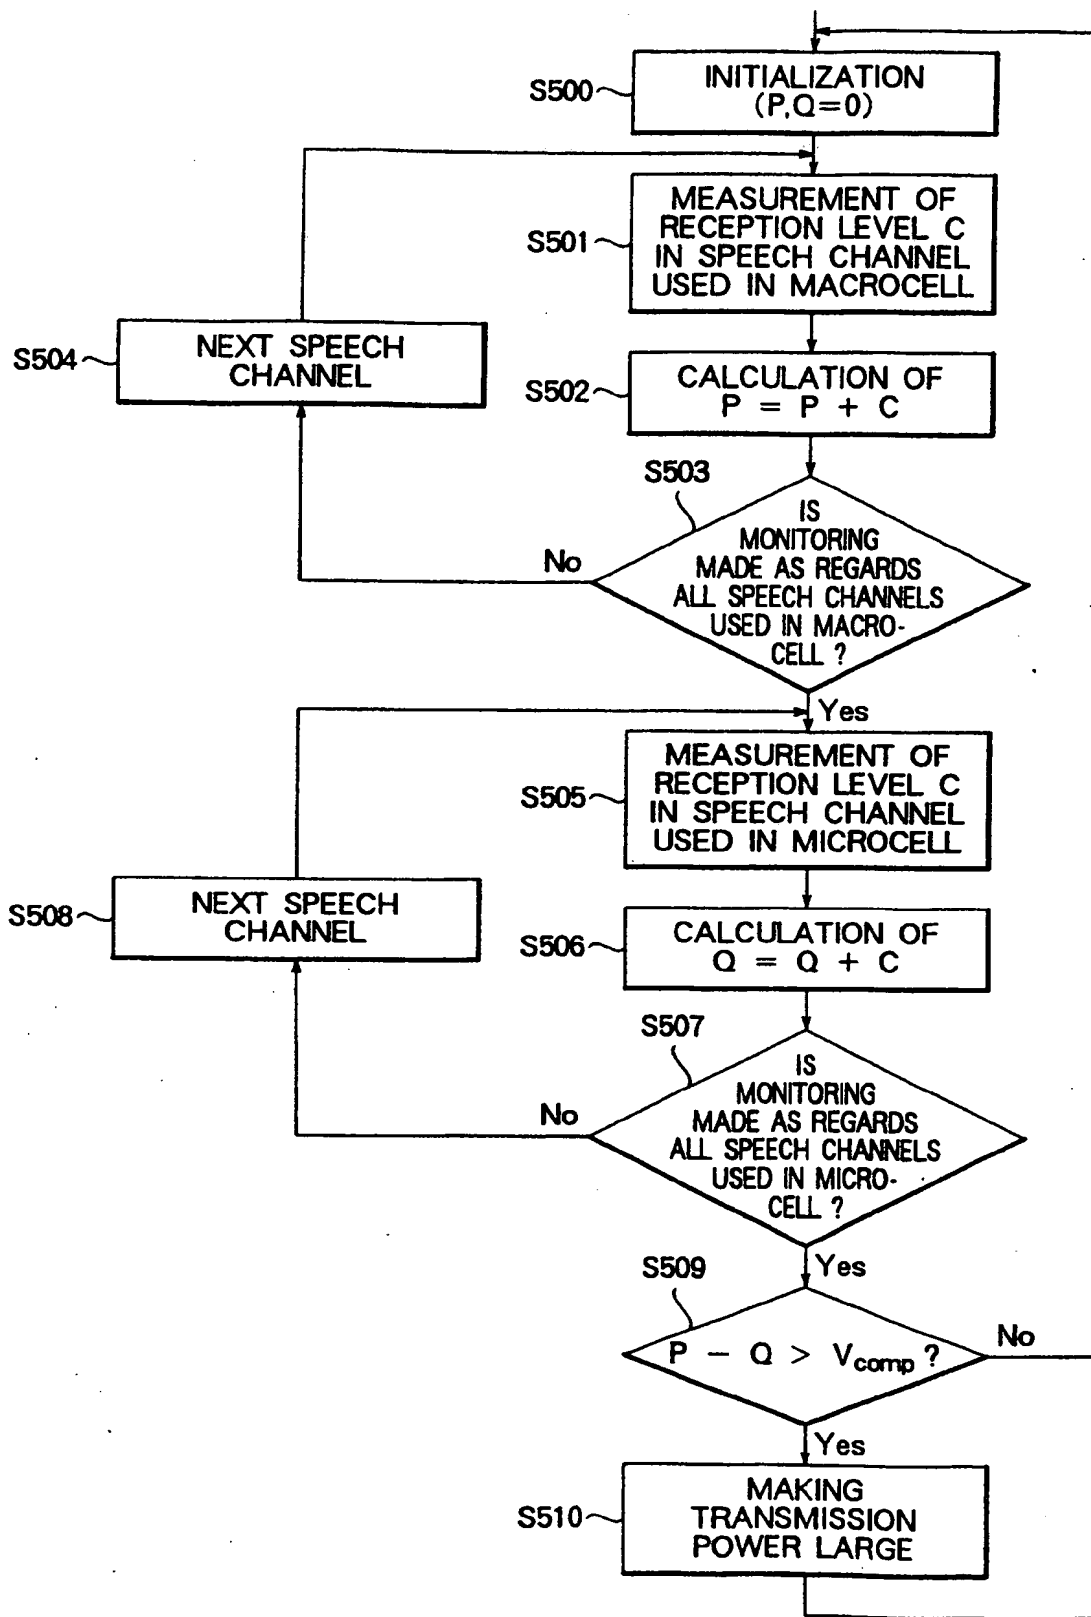 S500
INITIALIZATION
(P,Q=0)
S501
MEASUREMENT OF
RECEPTION LEVEL C
IN SPEECH CHANNEL
USED IN MACROCELL
S504
NEXT SPEECH
CHANNEL
S502
CALCULATION OF
P = P + C
S503
IS
MONITORING
MADE AS REGARDS
ALL SPEECH CHANNELS
USED IN MACRO-
CELL ?
No
Yes
S505
MEASUREMENT OF
RECEPTION LEVEL C
IN SPEECH CHANNEL
USED IN MICROCELL
S508
NEXT SPEECH
CHANNEL
S506
CALCULATION OF
Q = Q + C
S507
IS
MONITORING
MADE AS REGARDS
ALL SPEECH CHANNELS
USED IN MICRO-
CELL ?
No
Yes
S509
P - Q > Vcomp ?
No
Yes
S510
MAKING
TRANSMISSION
POWER LARGE